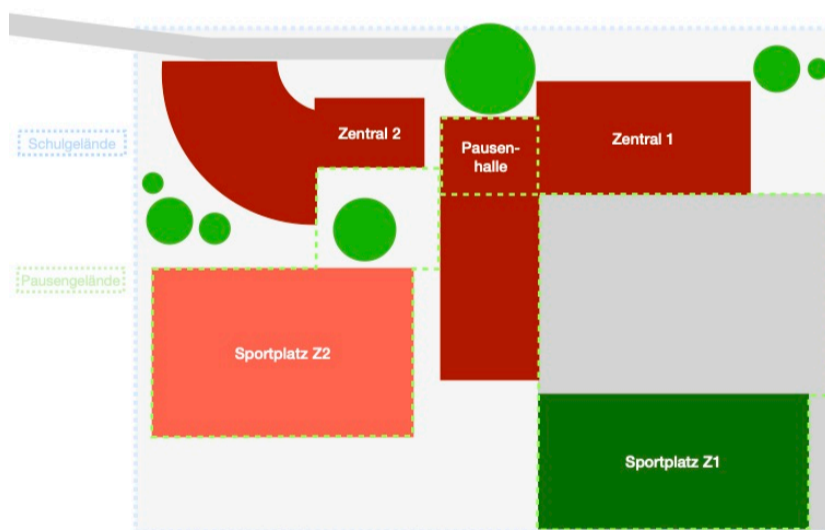 Zentral 2
Pausen-
halle
Zentral 1
Schulgelände
Pausengelände
Sportplatz Z2
Sportplatz Z1